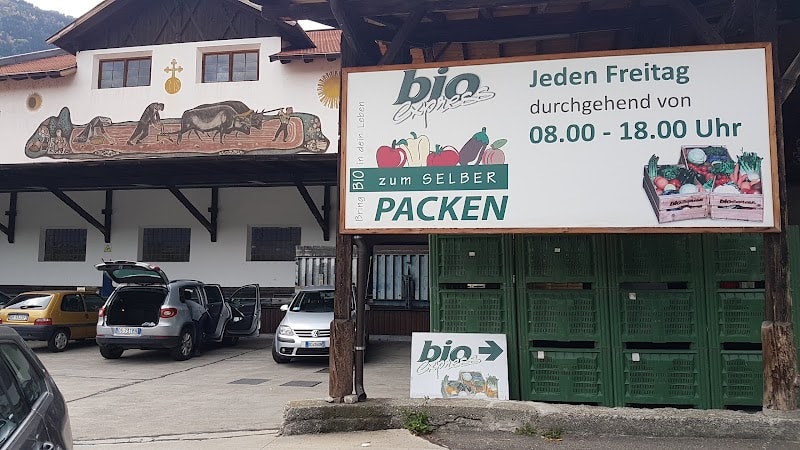 bio
express
Bring BIO in dein Leben
zum SELBER
PACKEN
Jeden Freitag
durchgehend von
08.00 - 18.00 Uhr
bio
express